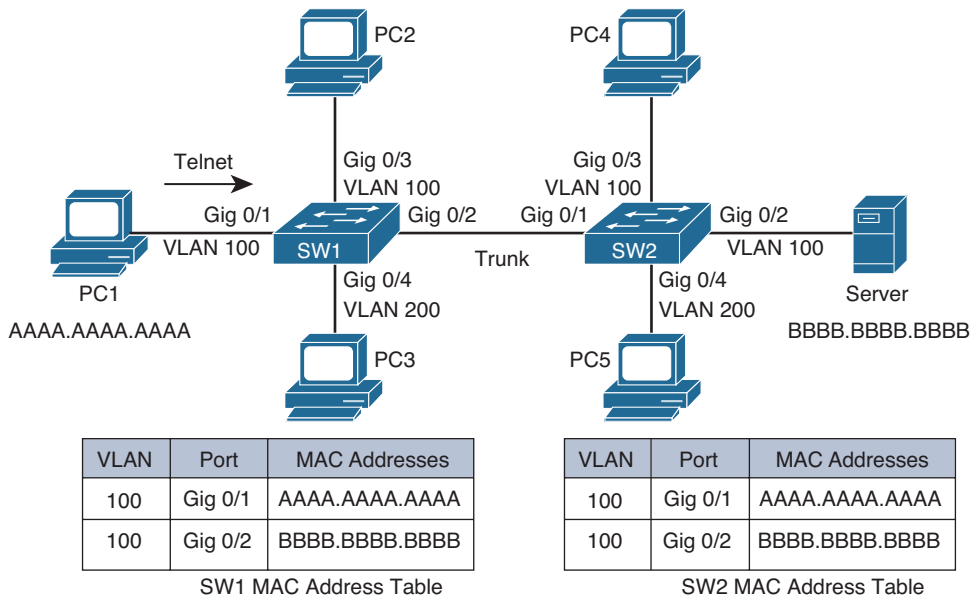 PC2
PC4
Telnet
Gig 0/3
VLAN 100
Gig 0/3
VLAN 100
Gig 0/1
VLAN 100
SW1
Gig 0/2
Trunk
Gig 0/1
SW2
Gig 0/2
VLAN 100
PC1
AAAA.AAAA.AAAA
Gig 0/4
VLAN 200
Gig 0/4
VLAN 200
Server
BBBB.BBBB.BBBB
PC3
PC5
VLAN Port MAC Addresses
100 Gig 0/1 AAAA.AAAA.AAAA
100 Gig 0/2 BBBB.BBBB.BBBB
SW1 MAC Address Table
VLAN Port MAC Addresses
100 Gig 0/1 AAAA.AAAA.AAAA
100 Gig 0/2 BBBB.BBBB.BBBB
SW2 MAC Address Table